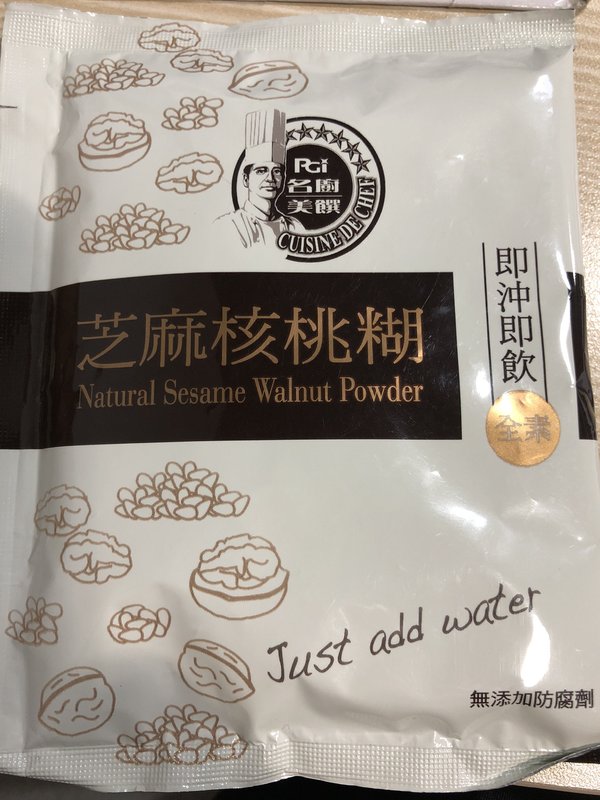 PGi
名廚
美饌
CUISINE DE CHEF
即沖即飲
全素
芝麻核桃糊
Natural Sesame Walnut Powder
Just add water
無添加防腐劑